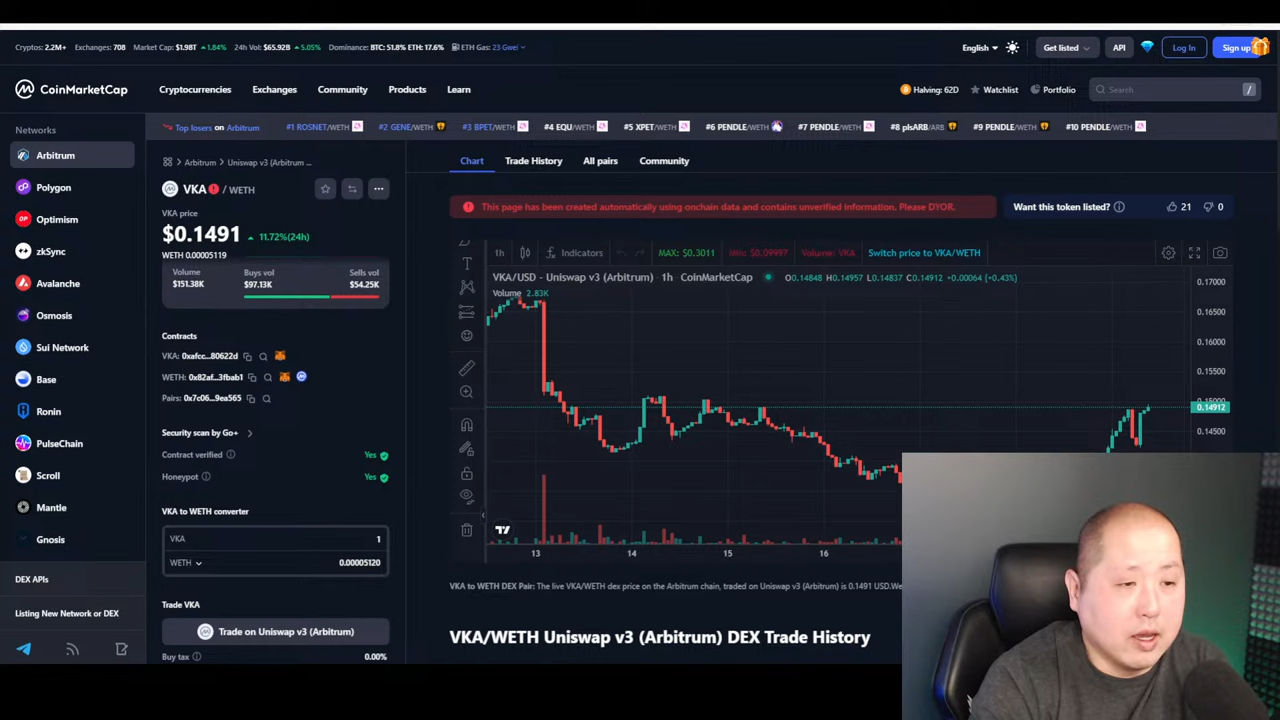 Cryptos: 2.2M+ Exchanges: 708 Market Cap: $1.98T 1.84% 24h Vol: $65.92B 5.05% Dominance: BTC: 51.8% ETH: 17.6% ETH Gas: 23 Gwei English Get listed API Log In Sign up
CoinMarketCap Cryptocurrencies Exchanges Community Products Learn Halving: 62D Watchlist Portfolio Search /
Networks
Arbitrum
Polygon
Optimism
zkSync
Avalanche
Osmosis
Sui Network
Base
Ronin
PulseChain
Scroll
Mantle
Gnosis
DEX APIs
Listing New Network or DEX
Top losers on Arbitrum #1 ROSNET/WETH #2 GENE/WETH #3 BPET/WETH #4 EQU/WETH #5 XPET/WETH #6 PENDLE/WETH #7 PENDLE/WETH #8 plsARB/ARB #9 PENDLE/WETH #10 PENDLE/WETH
Arbitrum Uniswap v3 (Arbitrum ...
VKA / WETH
VKA price
$0.1491 11.72%(24h)
WETH 0.00005119
Volume Buys vol Sells vol
$151.38K $97.13K $54.25K
Contracts
VKA: 0xafcc...80622d
WETH: 0x82af...3fbab1
Pairs: 0x7c06...9ea565
Security scan by Go+
Contract verified Yes
Honeypot Yes
VKA to WETH converter
VKA 1
WETH 0.00005120
Trade VKA
Trade on Uniswap v3 (Arbitrum)
Buy tax 0.00%
Chart Trade History All pairs Community
This page has been created automatically using onchain data and contains unverified information. Please DYOR.
Want this token listed? 21 0
1h Indicators MAX: $0.3011 Min: $0.09997 Volume: VKA Switch price to VKA/WETH
VKA/USD - Uniswap v3 (Arbitrum) 1h CoinMarketCap O0.14848 H0.14957 L0.14837 C0.14912 +0.00064 (+0.43%)
Volume 2.83K
0.17000
0.16500
0.16000
0.15500
0.15000
0.14912
0.14500
13 14 15 16
VKA to WETH DEX Pair: The live VKA/WETH dex price on the Arbitrum chain, traded on Uniswap v3 (Arbitrum) is 0.1491 USD.We
VKA/WETH Uniswap v3 (Arbitrum) DEX Trade History